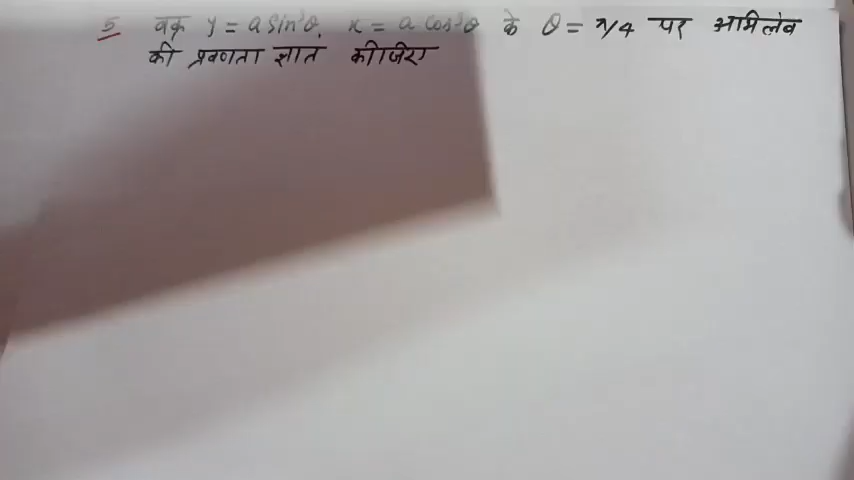 5 वक्र y = a sin³θ, x = a cos³θ के θ = π/4 पर अभिलंब
की प्रवणता ज्ञात कीजिए